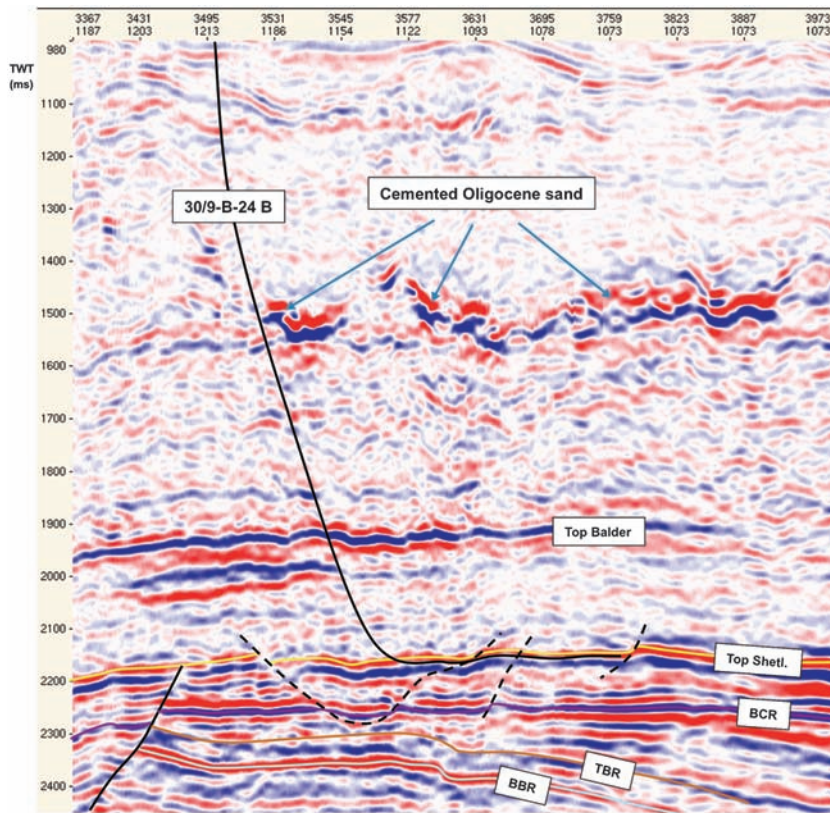 3367 3431 3495 3531 3545 3577 3631 3695 3759 3823 3887 3973
1187 1203 1213 1186 1154 1122 1093 1078 1073 1073 1073 1073
980
TWT
(ms)
1100
1200
30/9-B-24 B
Cemented Oligocene sand
1300
1400
1500
1600
1700
1800
1900
Top Balder
2000
2100
Top Shetl.
2200
BCR
2300
TBR
BBR
2400